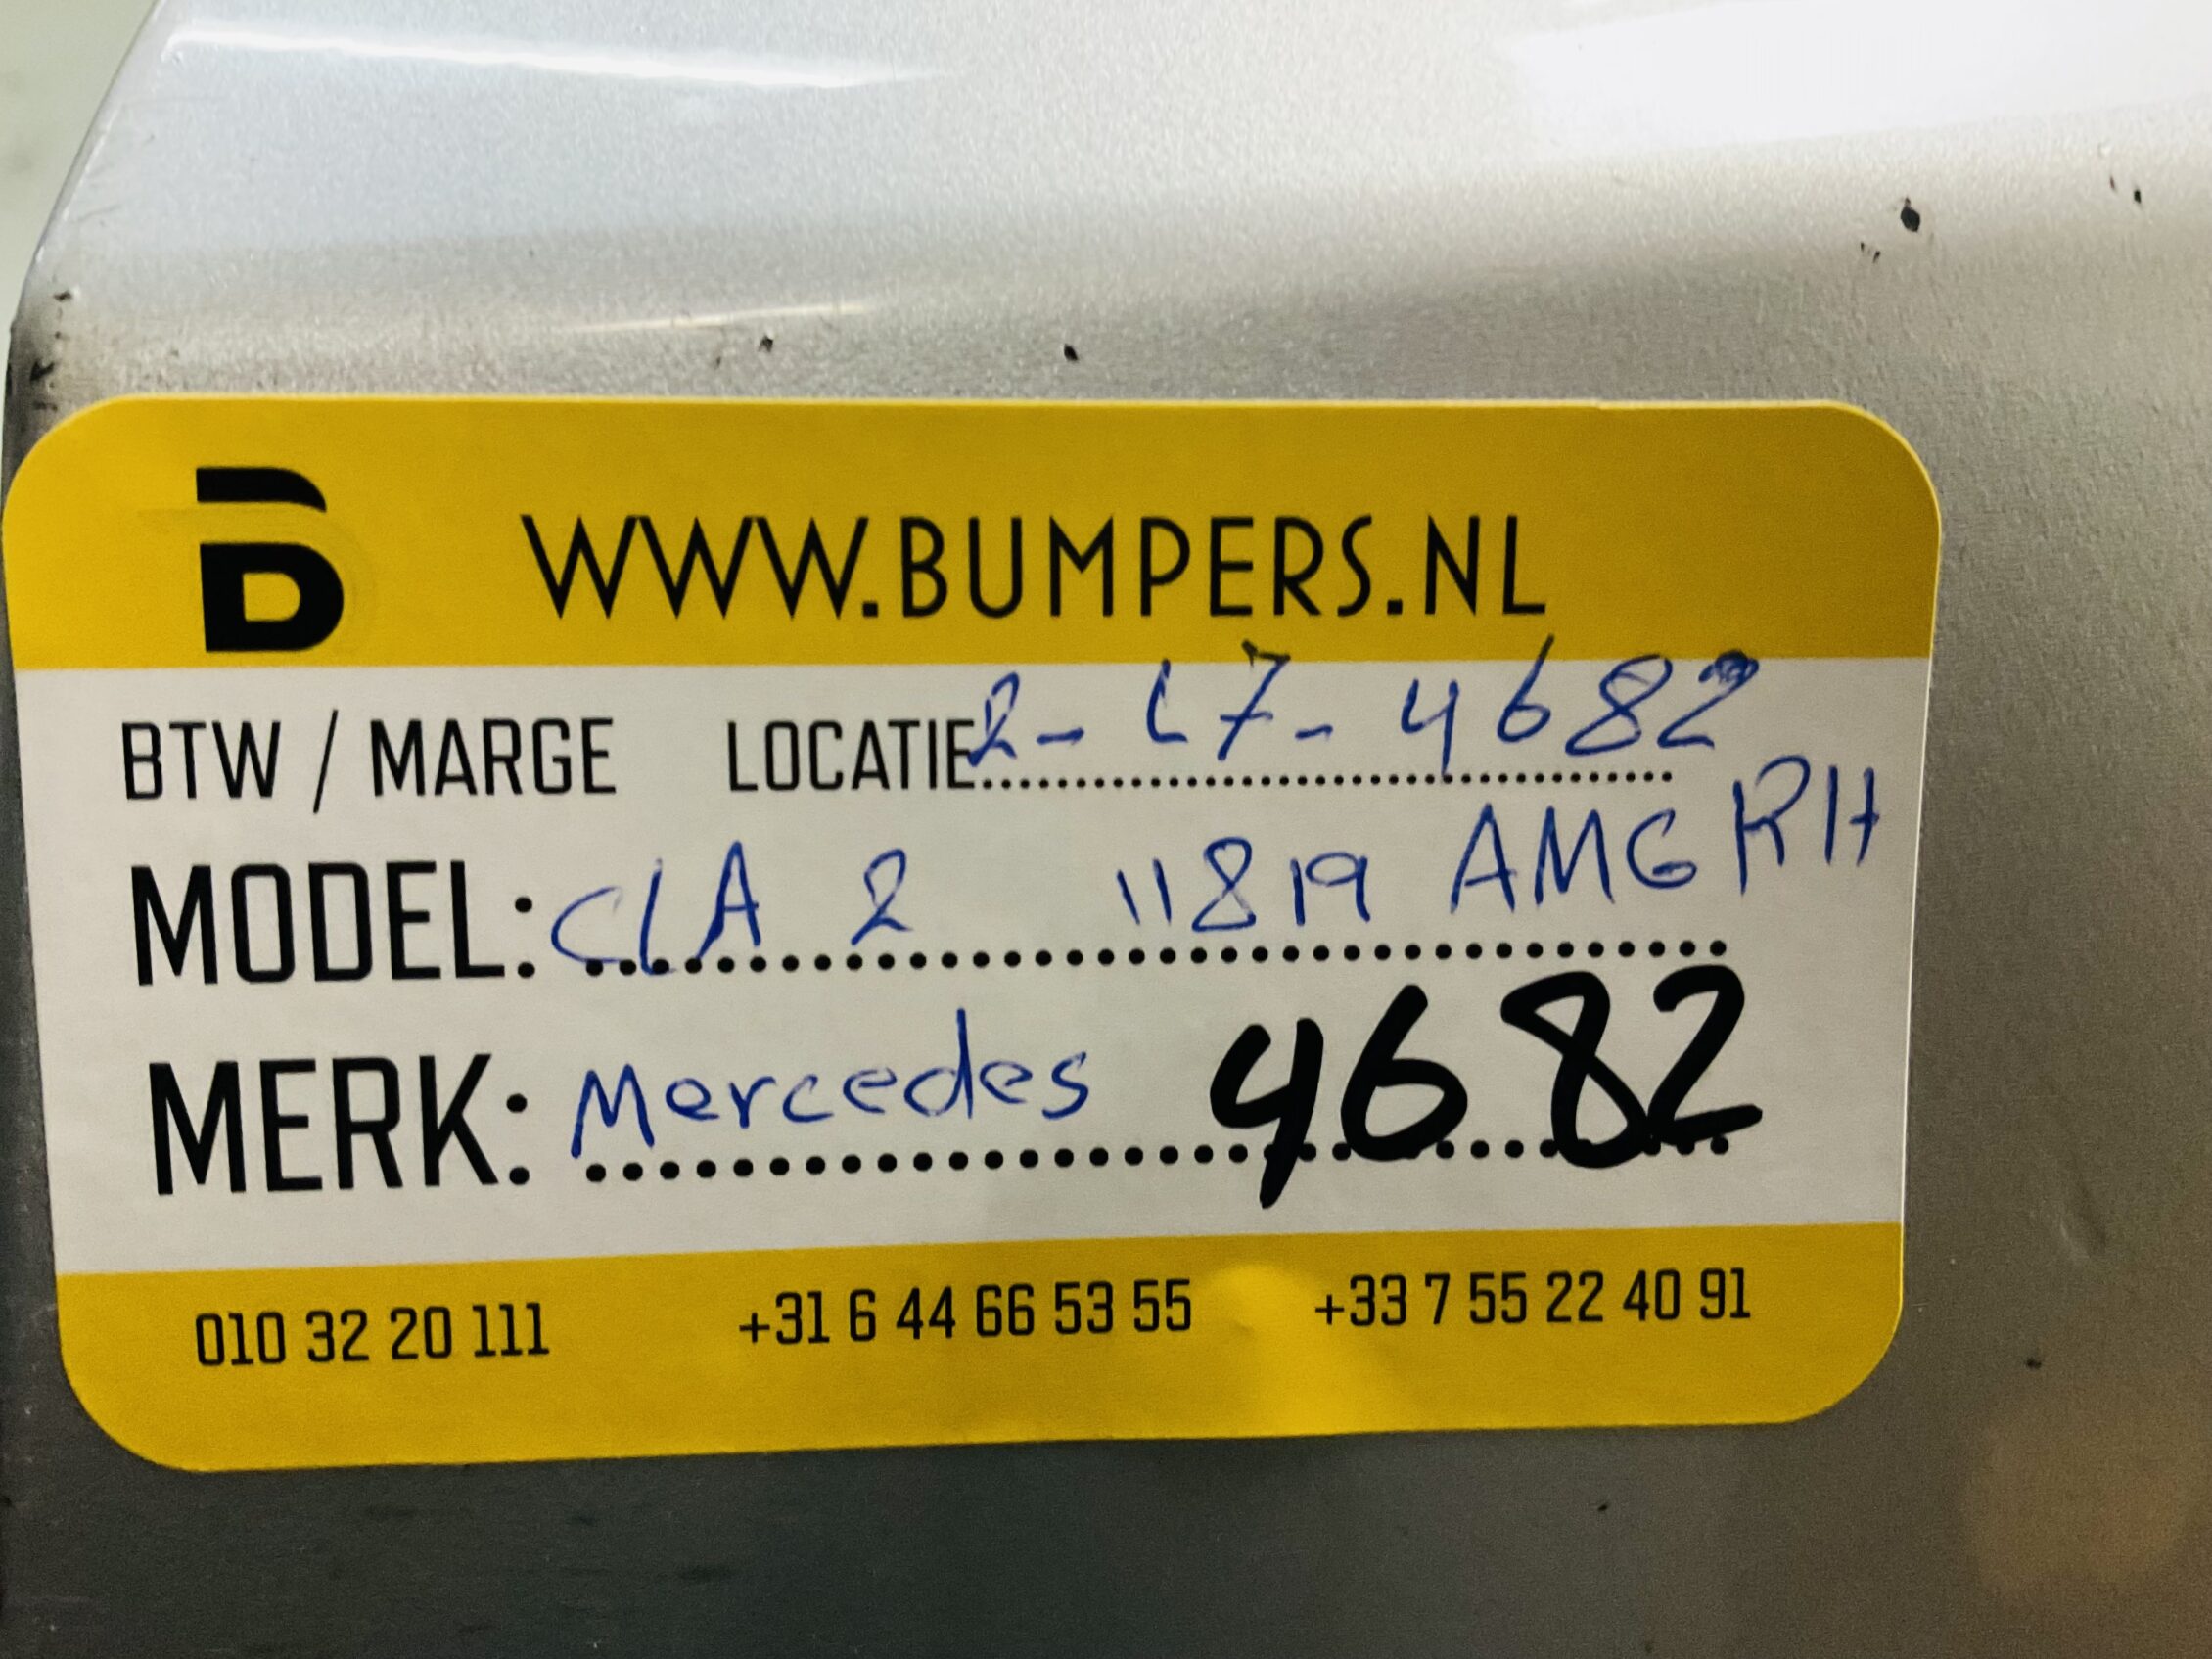 B WWW.BUMPERS.NL
BTW / MARGE LOCATIE 2-L7-4682
MODEL: CLA 2 11819 AMG RH
MERK: Mercedes 4682
010 32 20 111 +31 6 44 66 53 55 +33 7 55 22 40 91